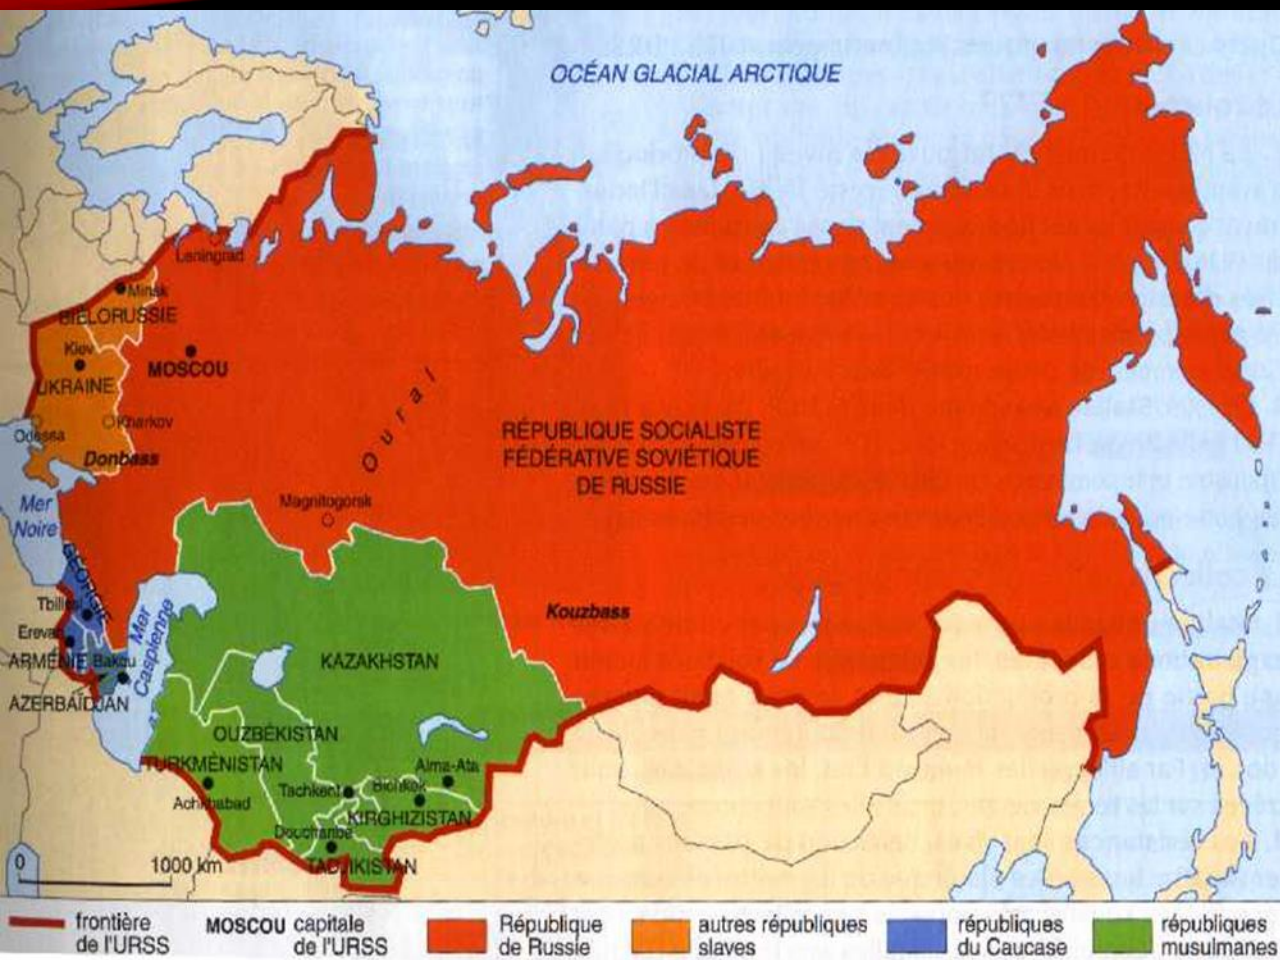 OCÉAN GLACIAL ARCTIQUE
Leningrad
Minsk
BIÉLORUSSIE
Kiev
UKRAINE
MOSCOU
Odessa
Kharkov
Donbass
Oural
RÉPUBLIQUE SOCIALISTE
FÉDÉRATIVE SOVIÉTIQUE
DE RUSSIE
Magnitogorsk
Mer
Noire
GÉORGIE
Tbilissi
Erevan
ARMÉNIE
Bakou
AZERBAÏDJAN
Mer
Caspienne
Kouzbass
KAZAKHSTAN
OUZBÉKISTAN
TURKMÉNISTAN
Achkhabad
Tachkent
Bichkek
Alma-Ata
KIRGHIZISTAN
Douchanbe
TADJIKISTAN
0
1000 km
frontière
de l'URSS
MOSCOU capitale
de l'URSS
République
de Russie
autres républiques
slaves
républiques
du Caucase
républiques
musulmanes